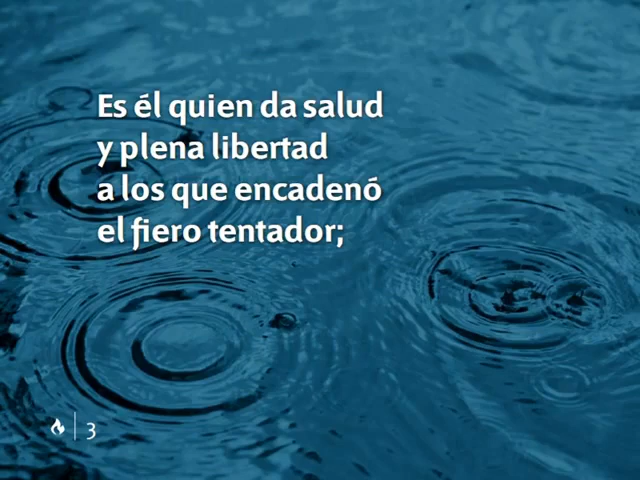 Es él quien da salud
y plena libertad
a los que encadenó
el fiero tentador;
3